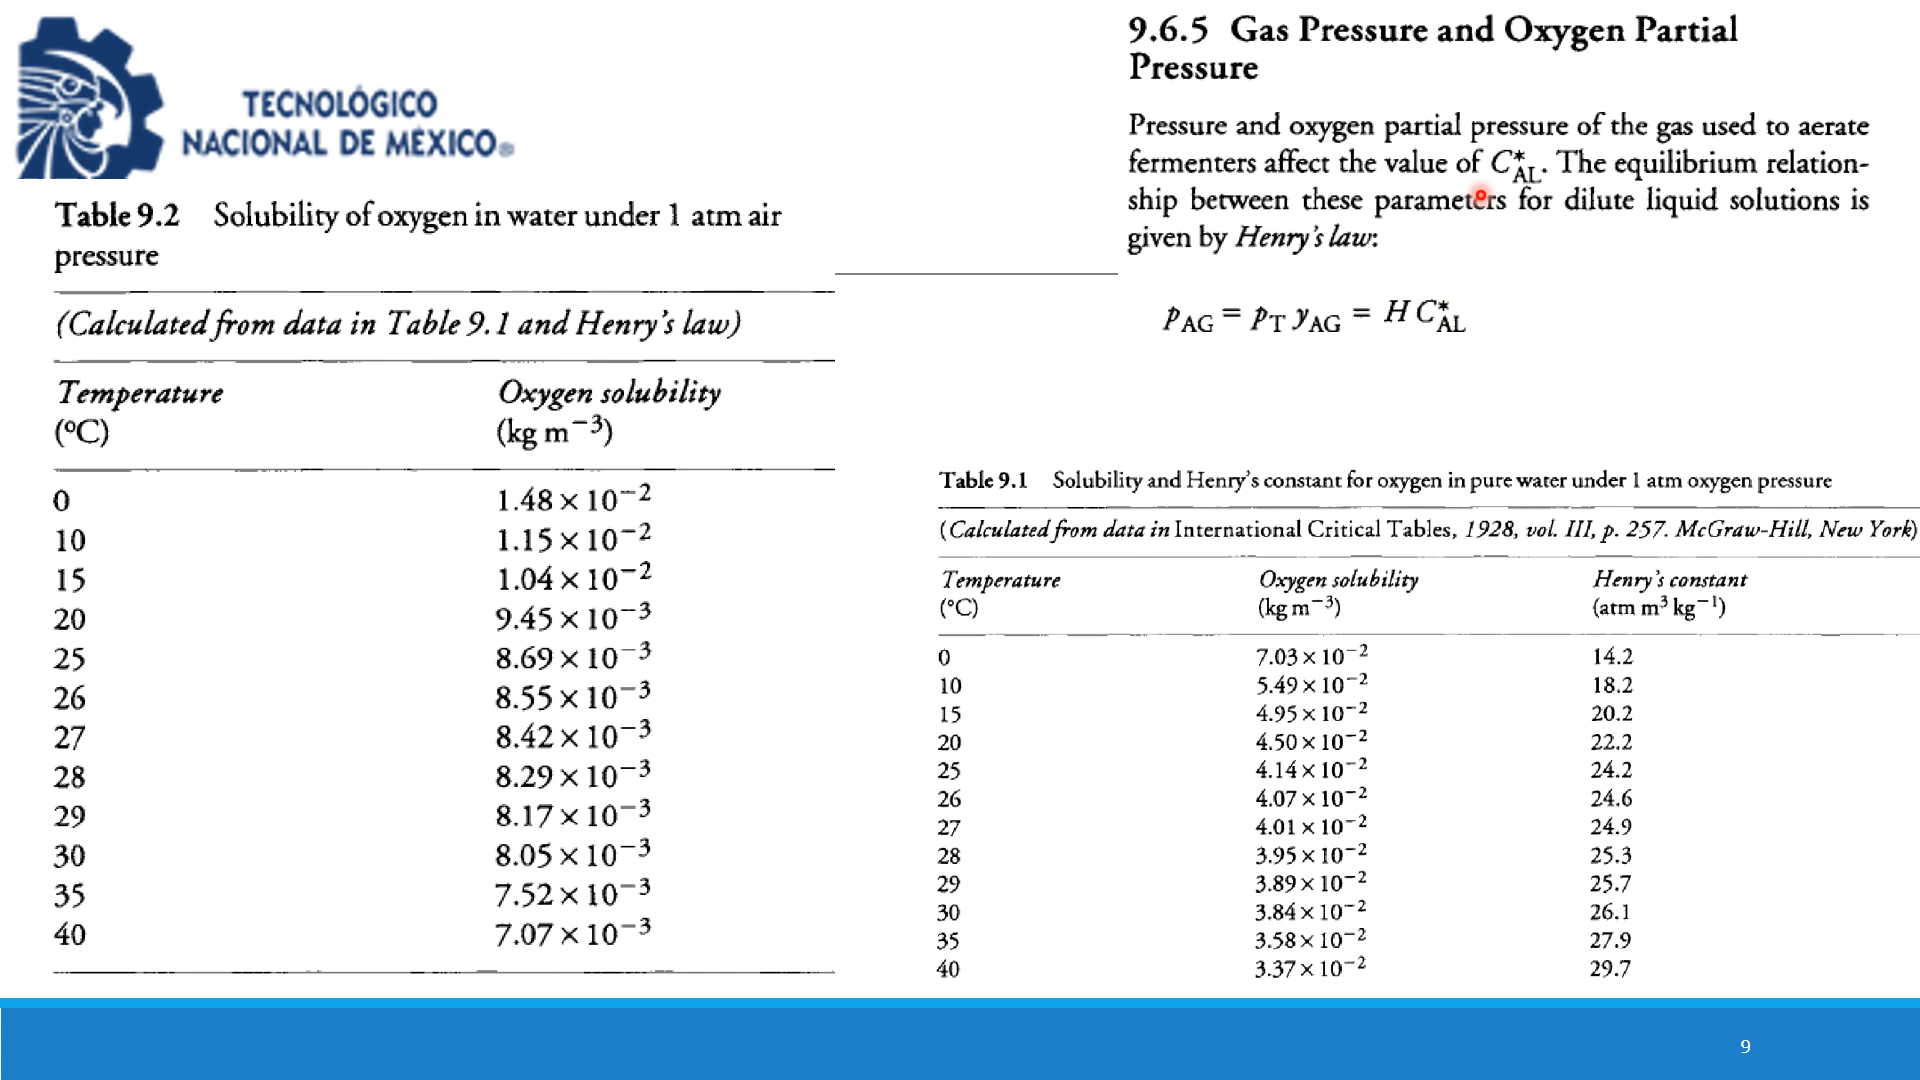 TECNOLÓGICO
NACIONAL DE MÉXICO®
Table 9.2 Solubility of oxygen in water under 1 atm air
pressure
(Calculated from data in Table 9.1 and Henry's law)
Temperature Oxygen solubility
(°C) (kg m⁻³)
0 1.48 × 10⁻²
10 1.15 × 10⁻²
15 1.04 × 10⁻²
20 9.45 × 10⁻³
25 8.69 × 10⁻³
26 8.55 × 10⁻³
27 8.42 × 10⁻³
28 8.29 × 10⁻³
29 8.17 × 10⁻³
30 8.05 × 10⁻³
35 7.52 × 10⁻³
40 7.07 × 10⁻³
9.6.5 Gas Pressure and Oxygen Partial
Pressure
Pressure and oxygen partial pressure of the gas used to aerate
fermenters affect the value of C*AL. The equilibrium relation-
ship between these parameters for dilute liquid solutions is
given by Henry's law:
pAG = pT yAG = H C*AL
Table 9.1 Solubility and Henry's constant for oxygen in pure water under 1 atm oxygen pressure
(Calculated from data in International Critical Tables, 1928, vol. III, p. 257. McGraw-Hill, New York)
Temperature Oxygen solubility Henry's constant
(°C) (kg m⁻³) (atm m³ kg⁻¹)
0 7.03 × 10⁻² 14.2
10 5.49 × 10⁻² 18.2
15 4.95 × 10⁻² 20.2
20 4.50 × 10⁻² 22.2
25 4.14 × 10⁻² 24.2
26 4.07 × 10⁻² 24.6
27 4.01 × 10⁻² 24.9
28 3.95 × 10⁻² 25.3
29 3.89 × 10⁻² 25.7
30 3.84 × 10⁻² 26.1
35 3.58 × 10⁻² 27.9
40 3.37 × 10⁻² 29.7
9